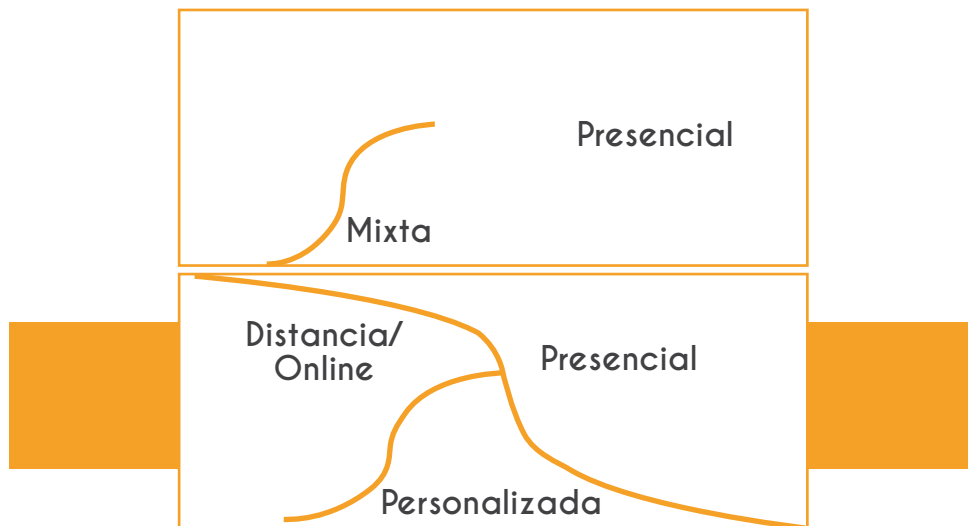 Presencial
Mixta
Distancia/
Online
Presencial
Personalizada